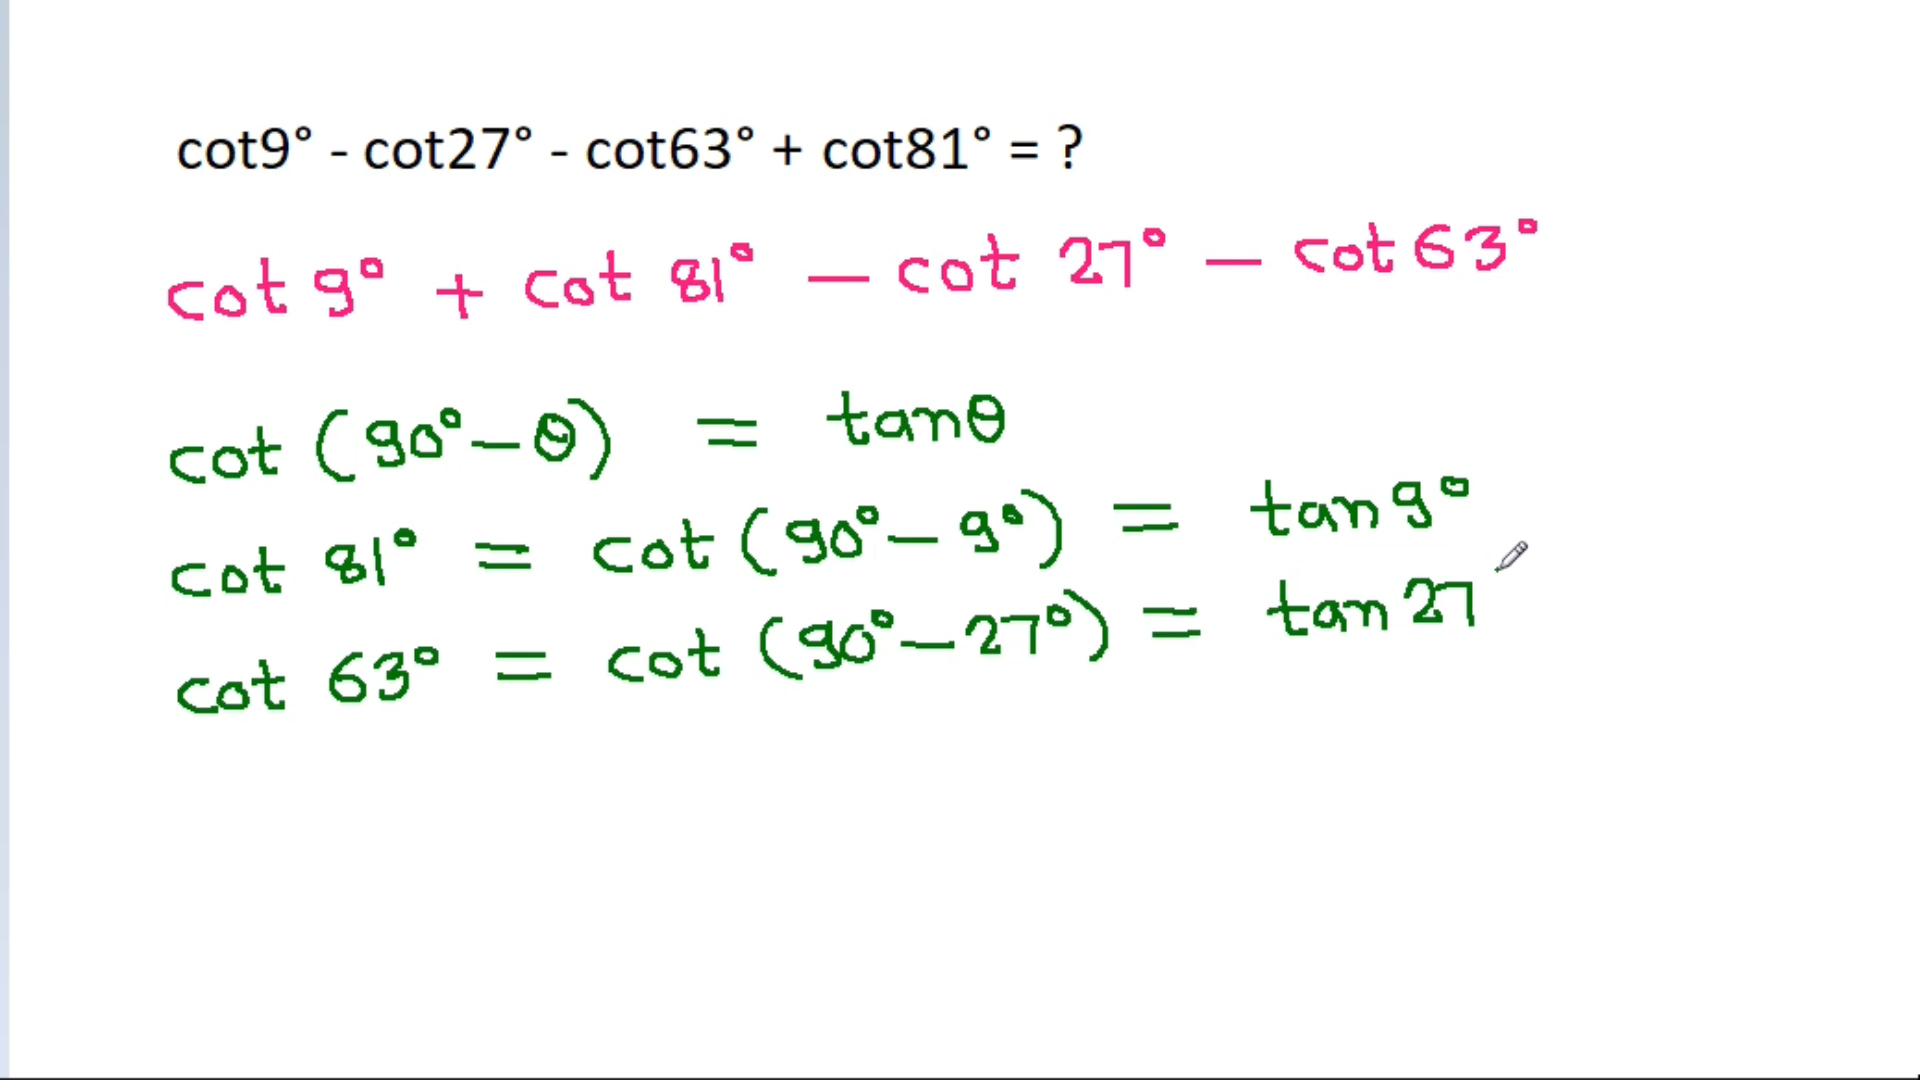 cot9° - cot27° - cot63° + cot81° = ?
cot 9° + cot 81° - cot 27° - cot 63°
cot (90° - θ) = tanθ
cot 81° = cot (90° - 9°) = tan 9°
cot 63° = cot (90° - 27°) = tan 27